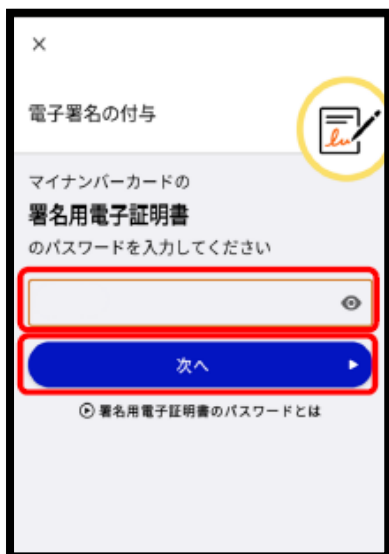 ×
電子署名の付与
マイナンバーカードの
署名用電子証明書
のパスワードを入力してください
次へ
署名用電子証明書のパスワードとは